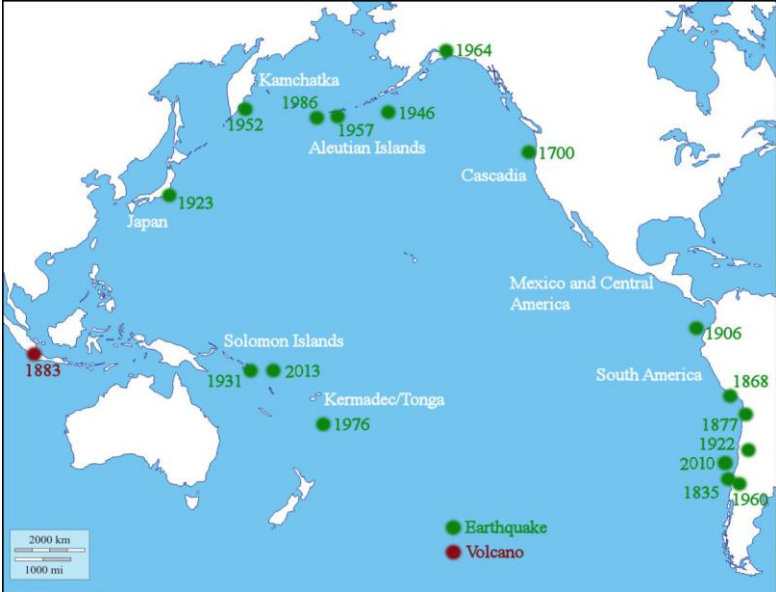 1964
Kamchatka
1986
1946
1952
1957
Aleutian Islands
1700
Cascadia
1923
Japan
Mexico and Central
America
1906
Solomon Islands
1883
1931
2013
South America
1868
Kermadec/Tonga
1976
1877
1922
2010
1835
1960
Earthquake
Volcano
2000 km
1000 mi